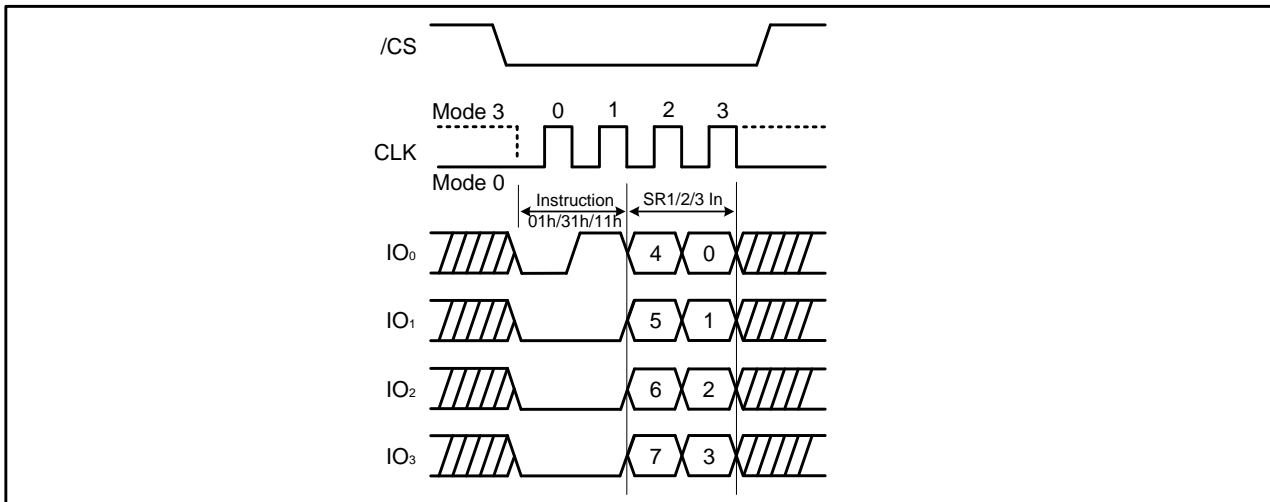 /CS
Mode 3 0 1 2 3
CLK
Mode 0
Instruction SR1/2/3 In
01h/31h/11h
IO₀ 4 0
IO₁ 5 1
IO₂ 6 2
IO₃ 7 3